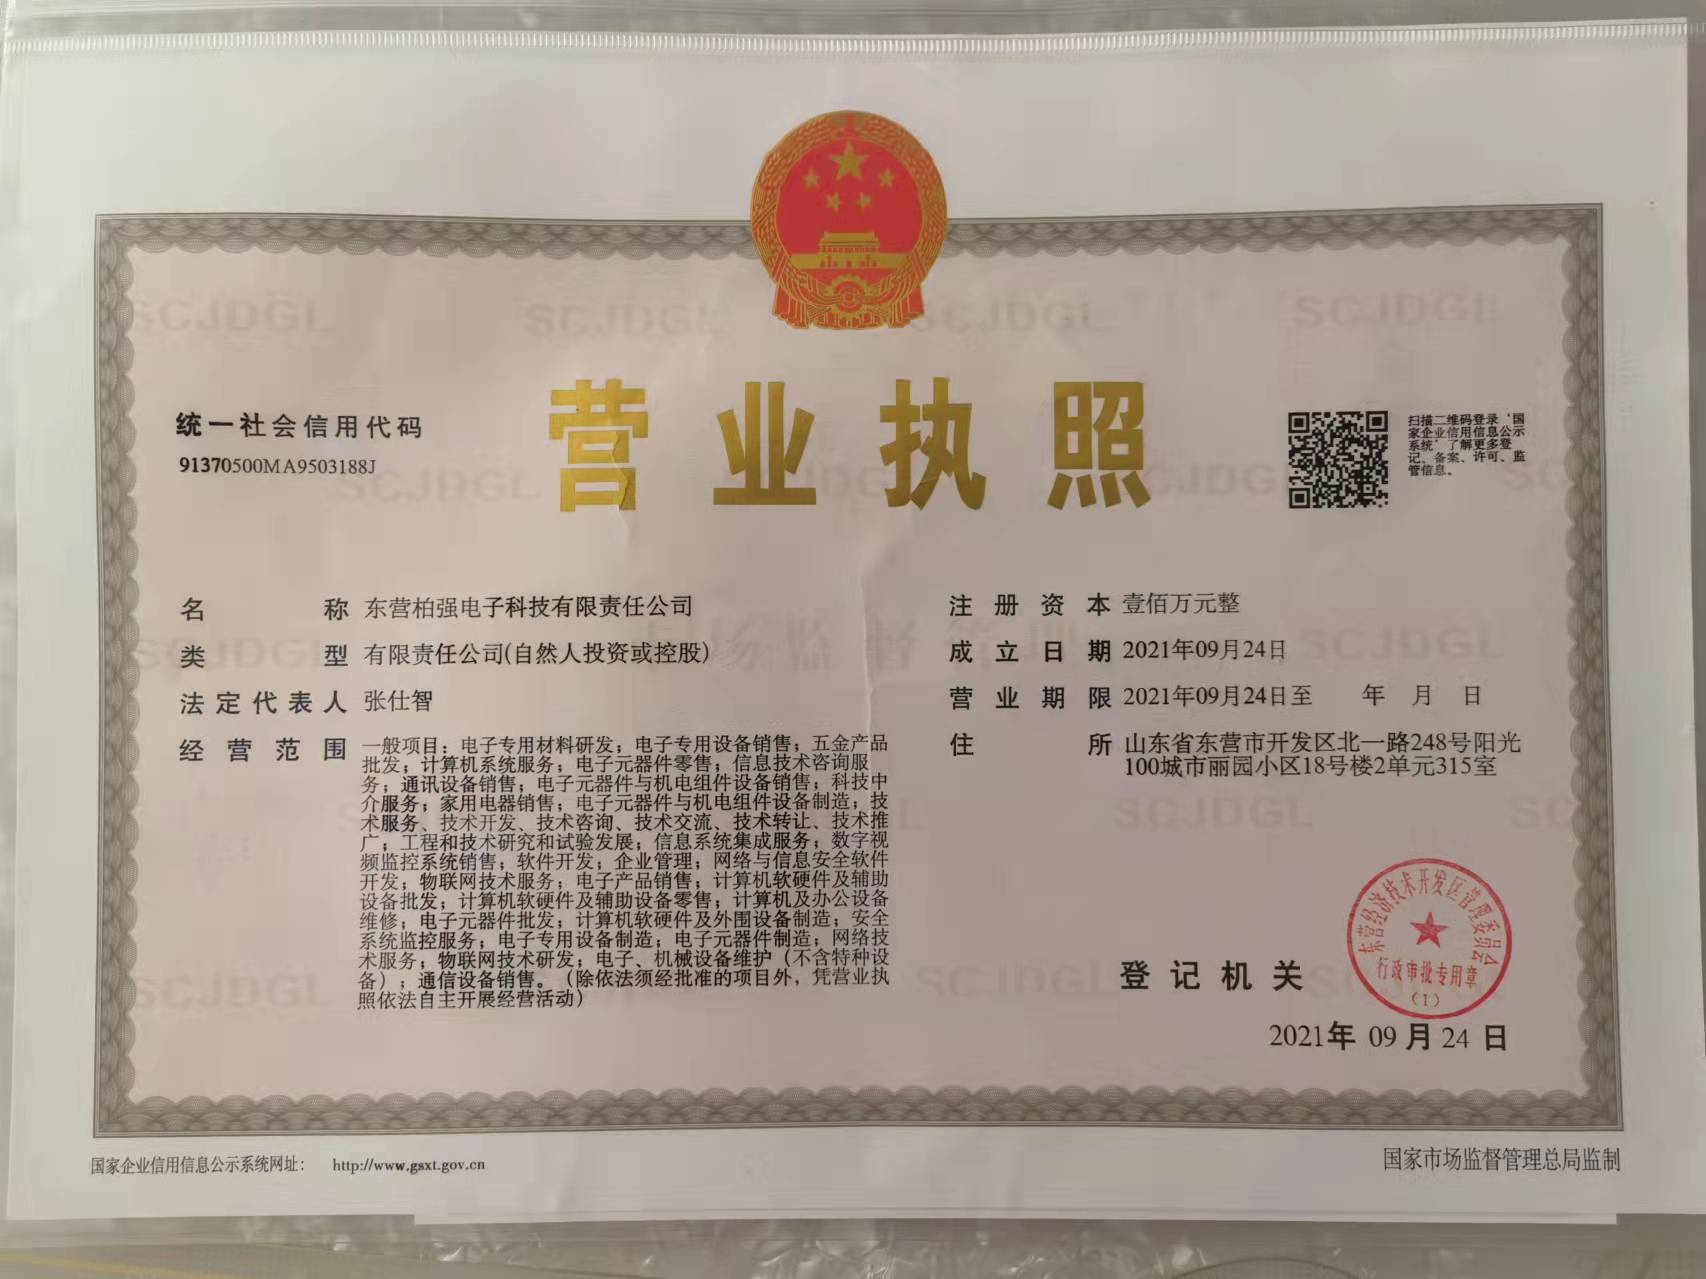 营业执照
统一社会信用代码
91370500MA9503188J
扫描二维码登录‘国
家企业信用信息公示
系统’了解更多登
记、备案、许可、监
管信息。
名称 东营柏强电子科技有限责任公司
类型 有限责任公司(自然人投资或控股)
法定代表人 张仕智
经营范围 一般项目：电子专用材料研发；电子专用设备销售；五金产品
批发；计算机系统服务；电子元器件零售；信息技术咨询服
务；通讯设备销售；电子元器件与机电组件设备销售；科技中
介服务；家用电器销售；电子元器件与机电组件设备制造；技
术服务、技术开发、技术咨询、技术交流、技术转让、技术推
广；工程和技术研究和试验发展；信息系统集成服务；数字视
频监控系统销售；软件开发；企业管理；网络与信息安全软件
开发；物联网技术服务；电子产品销售；计算机软硬件及辅助
设备批发；计算机软硬件及辅助设备零售；计算机及办公设备
维修；电子元器件批发；计算机软硬件及外围设备制造；安全
系统监控服务；电子专用设备制造；电子元器件制造；网络技
术服务；物联网技术研发；电子、机械设备维护（不含特种设
备）；通信设备销售。（除依法须经批准的项目外，凭营业执
照依法自主开展经营活动）
注册资本 壹佰万元整
成立日期 2021年09月24日
营业期限 2021年09月24日至 年 月 日
住所 山东省东营市开发区北一路248号阳光
100城市丽园小区18号楼2单元315室
登记机关
东营经济技术开发区管理委员会
行政审批专用章
（1）
2021年 09 月 24 日
国家企业信用信息公示系统网址： http://www.gsxt.gov.cn
国家市场监督管理总局监制